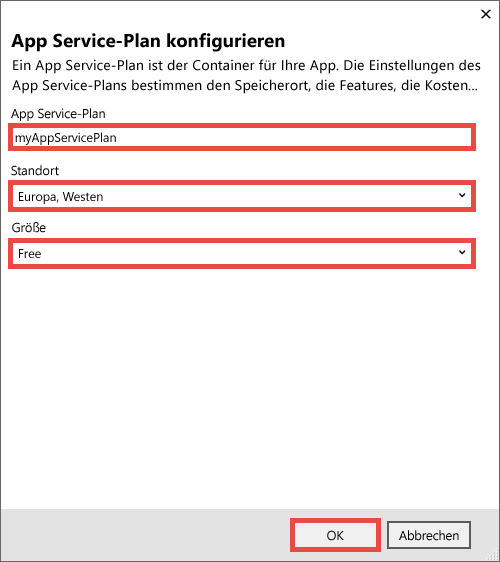 App Service-Plan konfigurieren
Ein App Service-Plan ist der Container für Ihre App. Die Einstellungen des
App Service-Plans bestimmen den Speicherort, die Features, die Kosten...
App Service-Plan
myAppServicePlan
Standort
Europa, Westen
Größe
Free
OK
Abbrechen